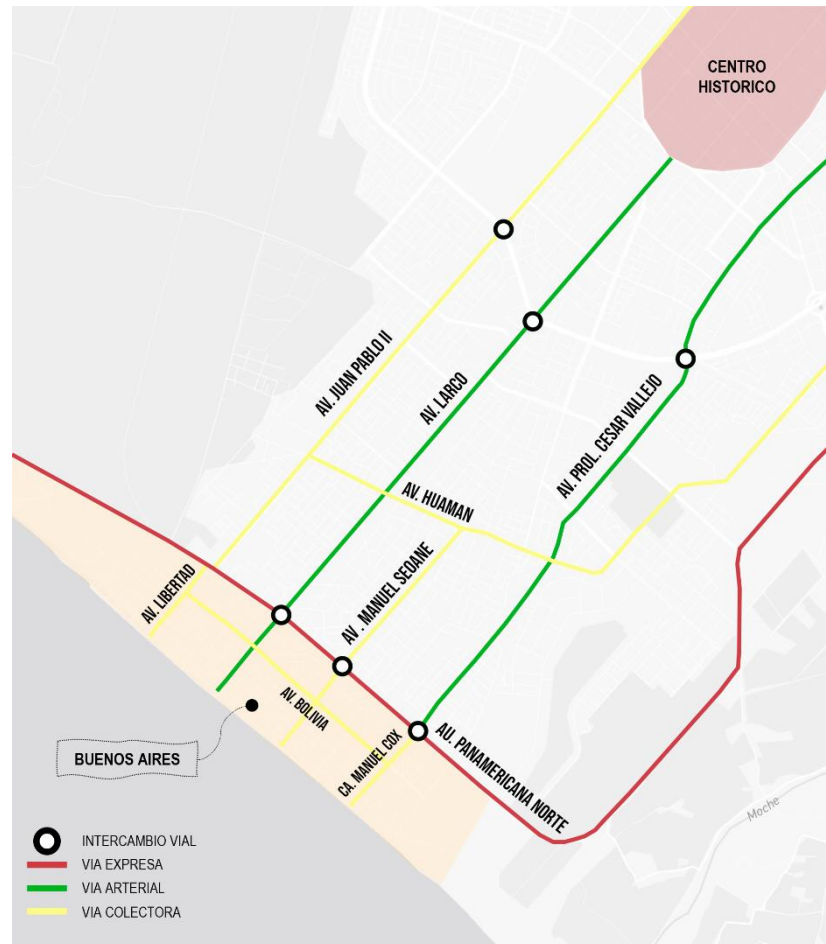 CENTRO
HISTORICO
AV. JUAN PABLO II
AV. LARCO
AV. PROL. CESAR VALLEJO
AV. HUAMAN
AV. LIBERTAD
AV . MANUEL SEOANE
AV. BOLIVIA
CA. MANUEL COX
AU. PANAMERICANA NORTE
BUENOS AIRES
Moche
INTERCAMBIO VIAL
VIA EXPRESA
VIA ARTERIAL
VIA COLECTORA